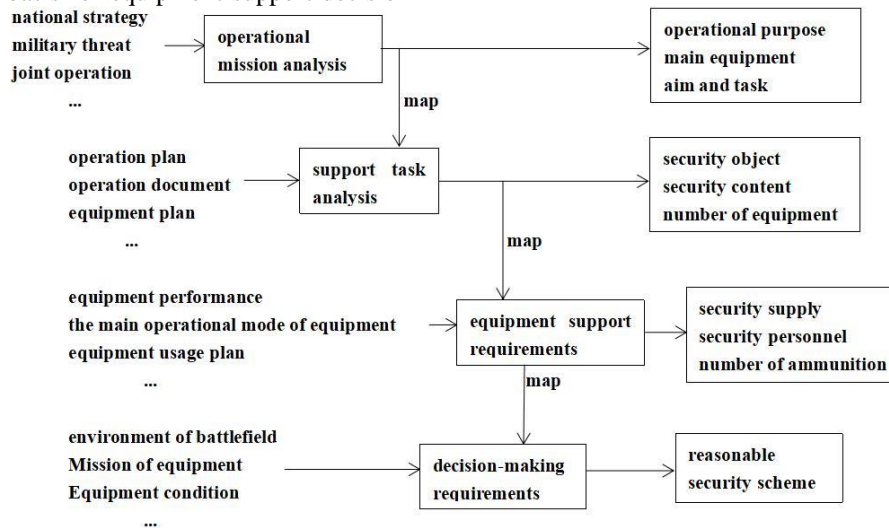 national strategy
military threat
joint operation
...
operational
mission analysis
operational purpose
main equipment
aim and task
map
operation plan
operation document
equipment plan
...
support task
analysis
security object
security content
number of equipment
map
equipment performance
the main operational mode of equipment
equipment usage plan
...
equipment support
requirements
security supply
security personnel
number of ammunition
map
environment of battlefield
Mission of equipment
Equipment condition
...
decision-making
requirements
reasonable
security scheme